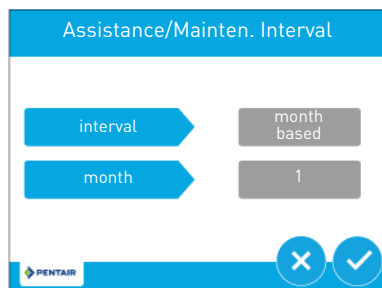 Assistance/Mainten. Interval
interval
month
based
month
1
PENTAIR